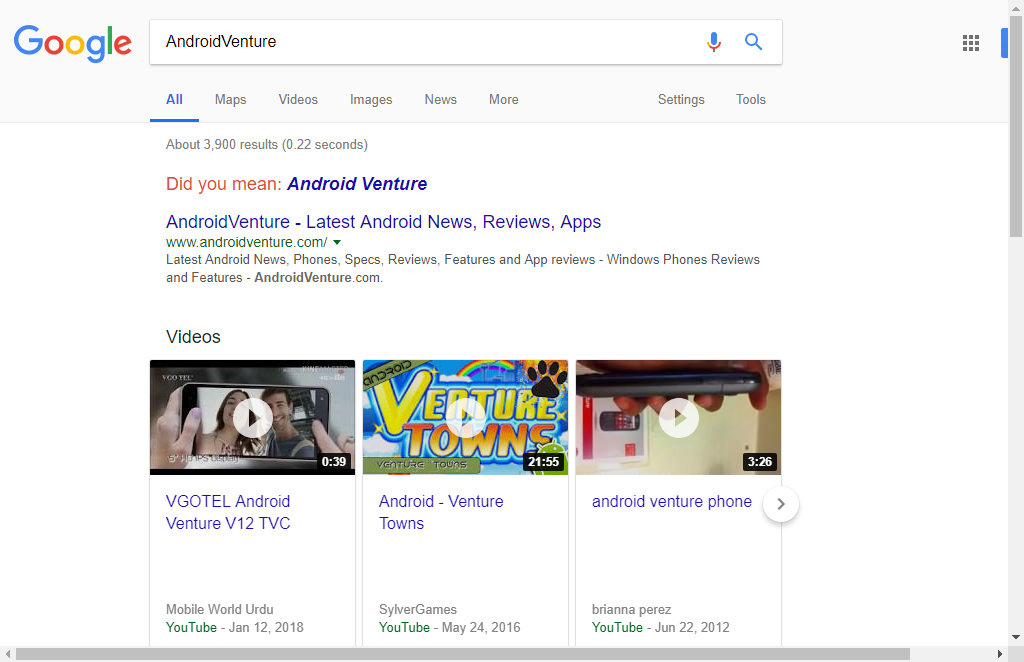 Google
AndroidVenture
All Maps Videos Images News More Settings Tools
About 3,900 results (0.22 seconds)
Did you mean: Android Venture
AndroidVenture - Latest Android News, Reviews, Apps
www.androidventure.com/
Latest Android News, Phones, Specs, Reviews, Features and App reviews - Windows Phones Reviews
and Features - AndroidVenture.com.
Videos
VGOTEL
0:39
ANDROID
VENTURE
TOWNS
VENTURE TOWNS
21:55
3:26
VGOTEL Android
Venture V12 TVC
Mobile World Urdu
YouTube - Jan 12, 2018
Android - Venture
Towns
SylverGames
YouTube - May 24, 2016
android venture phone
brianna perez
YouTube - Jun 22, 2012